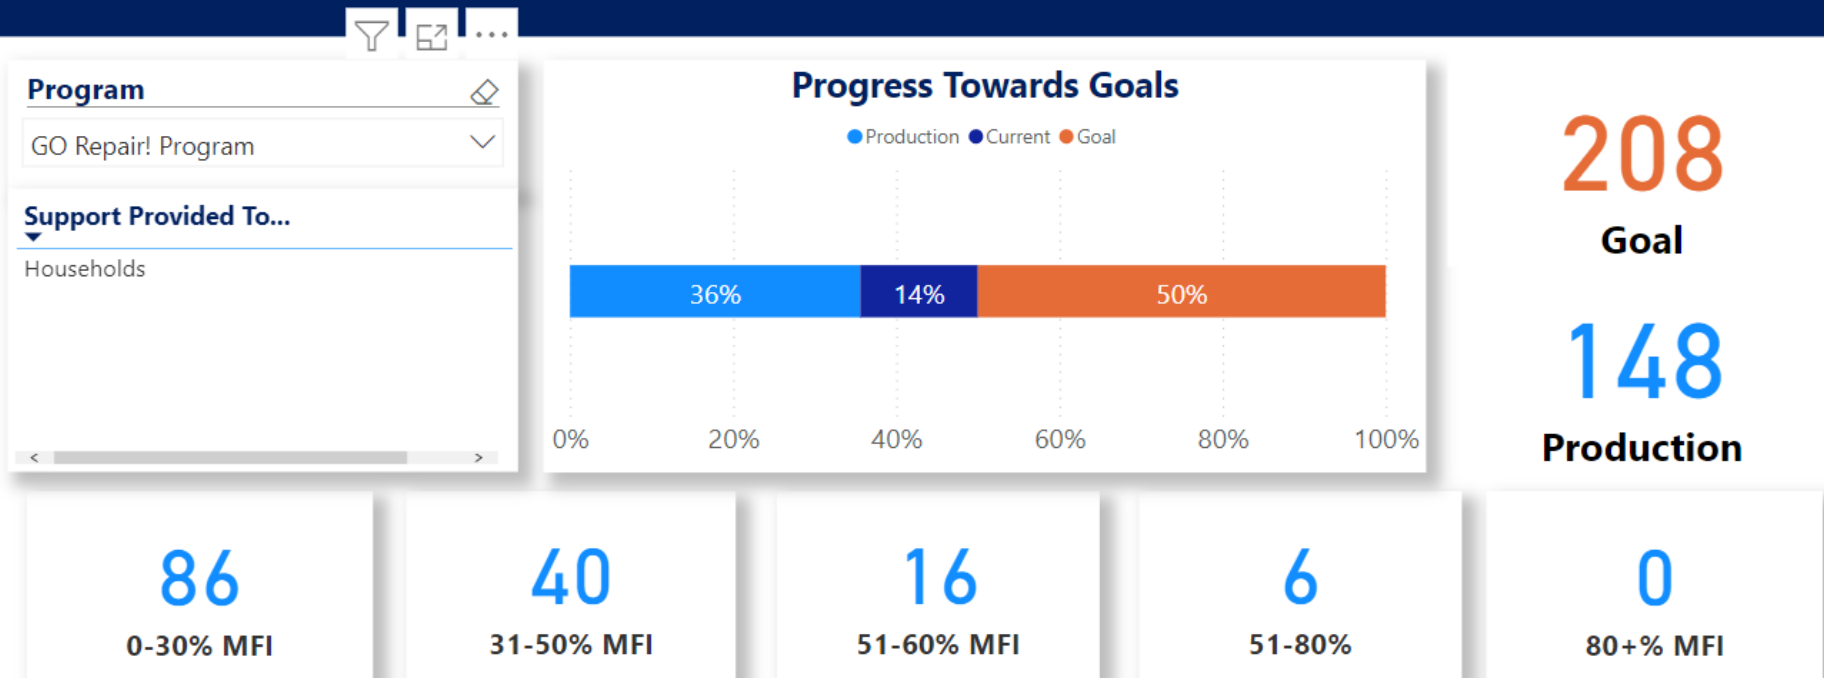 Program
GO Repair! Program
Support Provided To...
Households
Progress Towards Goals
Production Current Goal
36% 14% 50%
0% 20% 40% 60% 80% 100%
208
Goal
148
Production
86
0-30% MFI
40
31-50% MFI
16
51-60% MFI
6
51-80%
0
80+% MFI